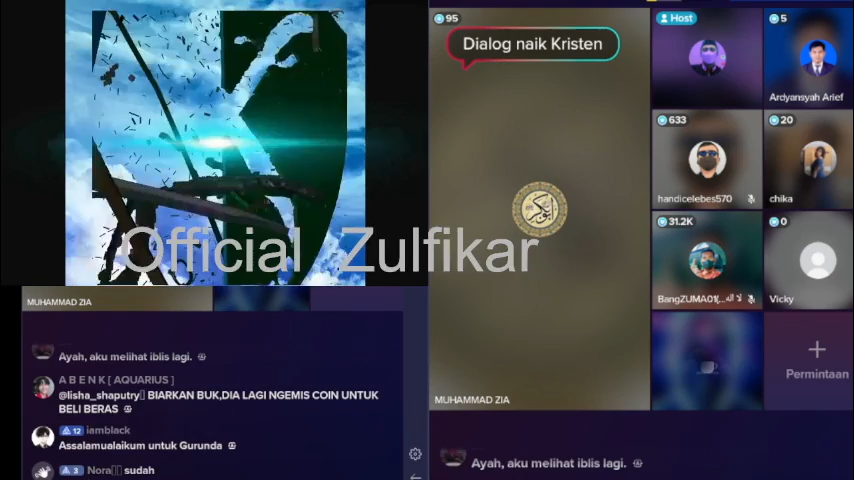 95
Dialog naik Kristen
Host
5
Ardyansyah Arief
633
handicelebes570
20
chika
31.2K
BangZUMA01(...
0
Vicky
Permintaan
MUHAMMAD ZIA
Ayah, aku melihat iblis lagi.
Official Zulfikar
MUHAMMAD ZIA
Ayah, aku melihat iblis lagi.
A B E N K [ AQUARIUS ]
@lisha_shaputry BIARKAN BUK,DIA LAGI NGEMIS COIN UNTUK
BELI BERAS
12 iamblack
Assalamualaikum untuk Gurunda
3 Nora sudah